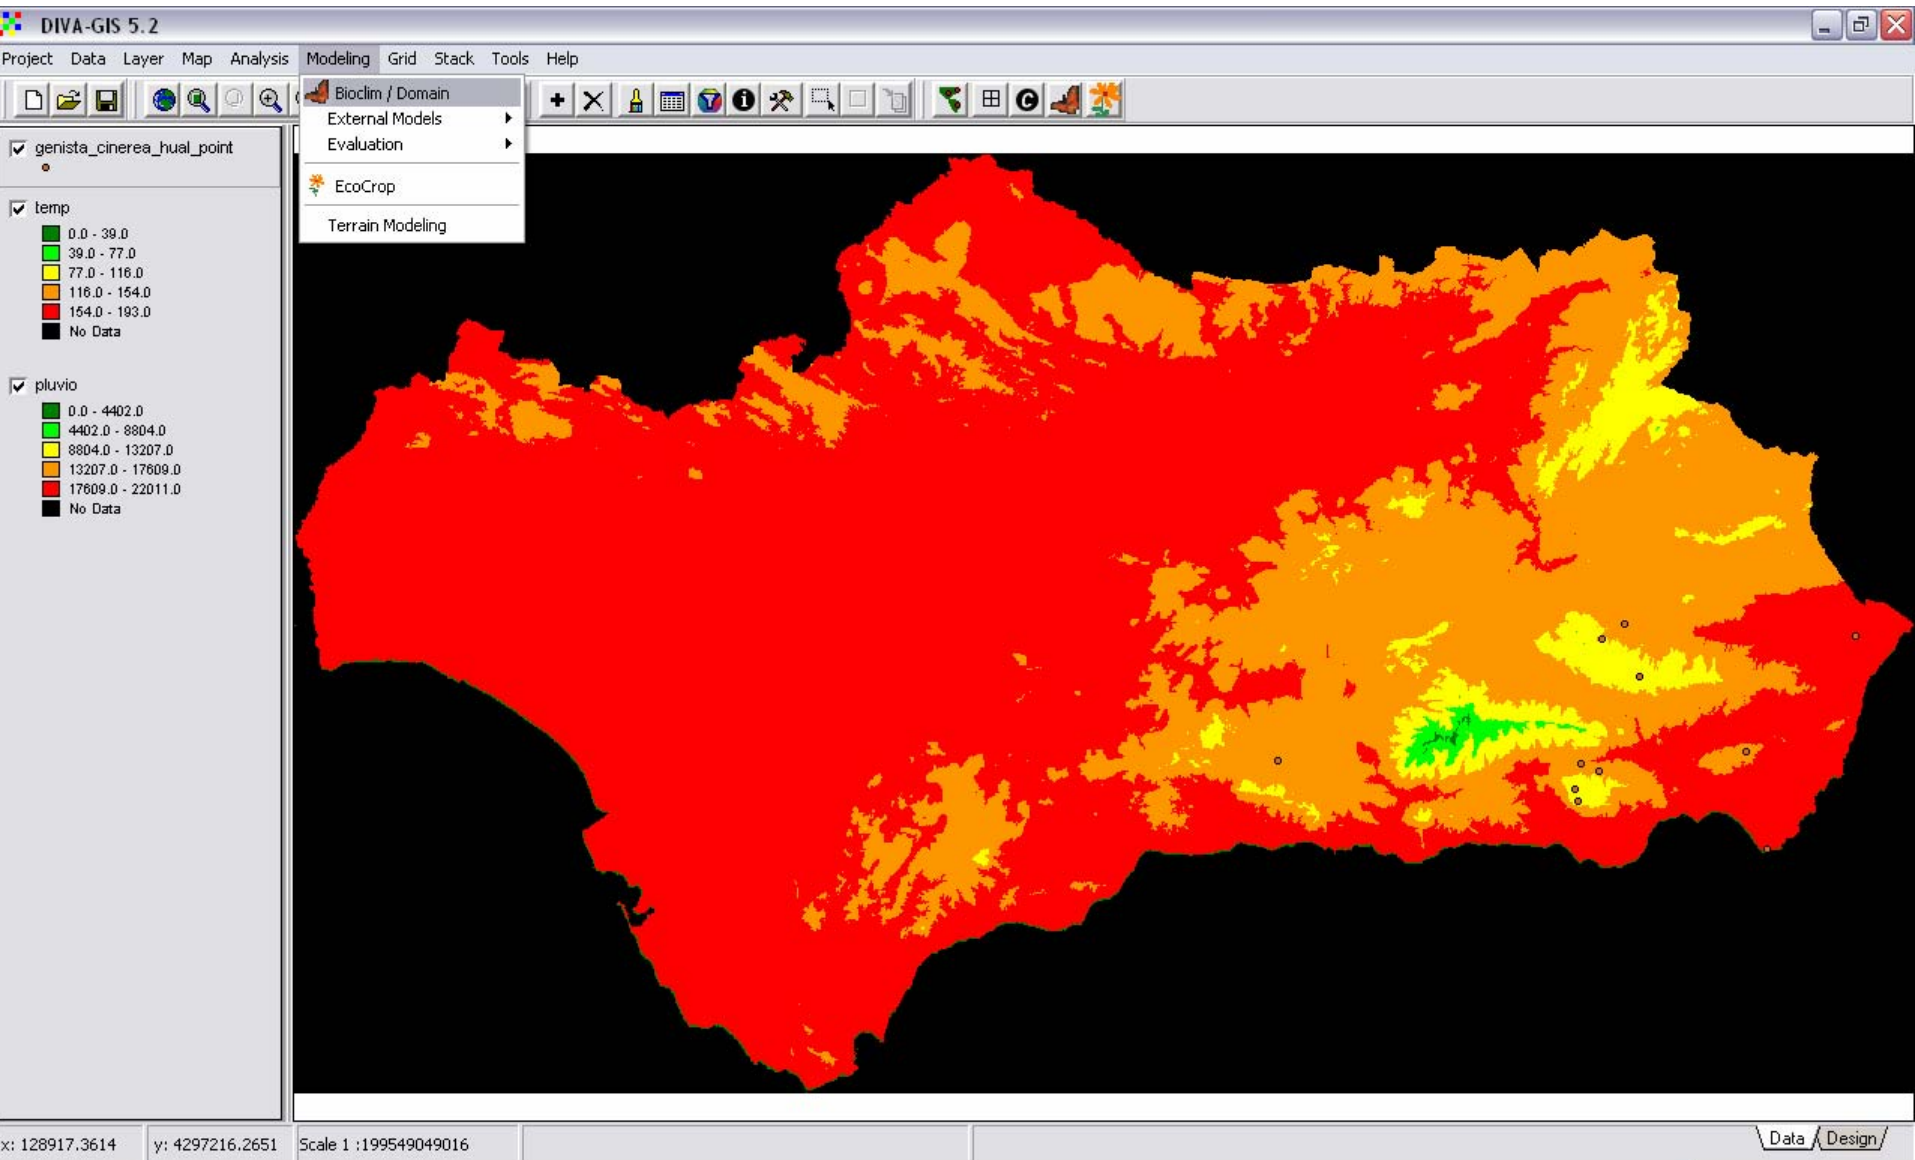 DIVA-GIS 5.2
Project Data Layer Map Analysis Modeling Grid Stack Tools Help
Bioclim / Domain
External Models
Evaluation
EcoCrop
Terrain Modeling
genista_cinerea_hual_point
temp
0.0 - 39.0
39.0 - 77.0
77.0 - 116.0
116.0 - 154.0
154.0 - 193.0
No Data
pluvio
0.0 - 4402.0
4402.0 - 8804.0
8804.0 - 13207.0
13207.0 - 17609.0
17609.0 - 22011.0
No Data
x: 128917.3614 y: 4297216.2651 Scale 1 :199549049016 Data Design